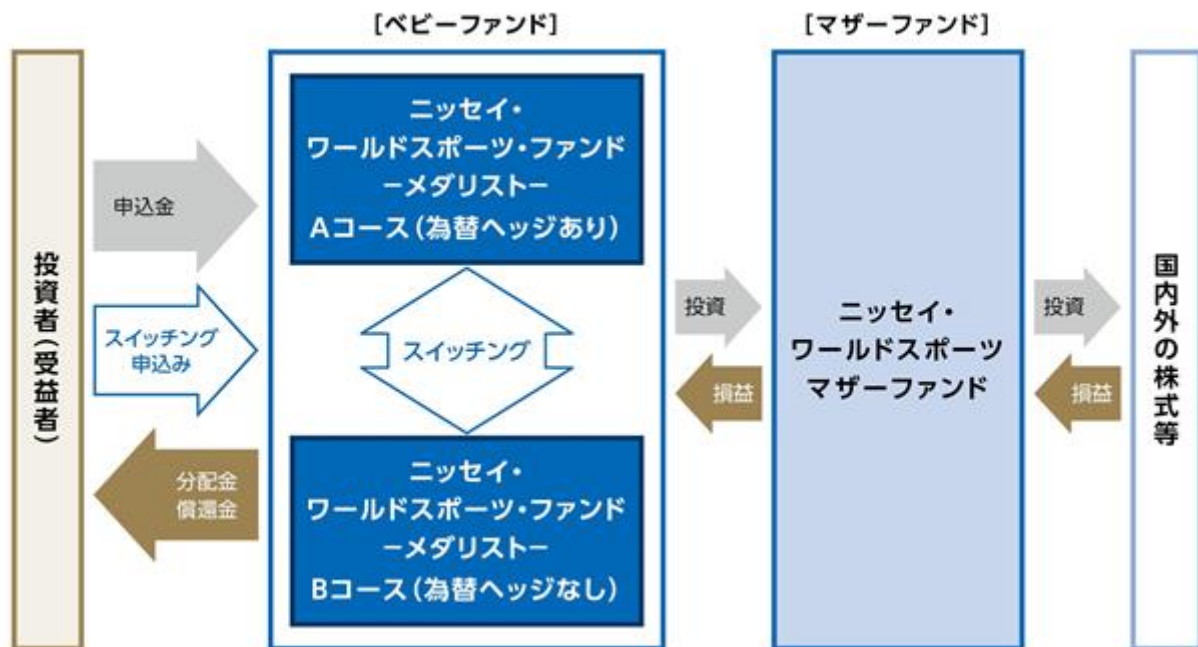 [ベビーファンド]
[マザーファンド]
投資者(受益者)
申込金
スイッチング
申込み
分配金
償還金
ニッセイ・
ワールドスポーツ・ファンド
－メダリスト－
Aコース(為替ヘッジあり)
スイッチング
ニッセイ・
ワールドスポーツ・ファンド
－メダリスト－
Bコース(為替ヘッジなし)
投資
損益
ニッセイ・
ワールドスポーツ
マザーファンド
投資
損益
国内外の株式等